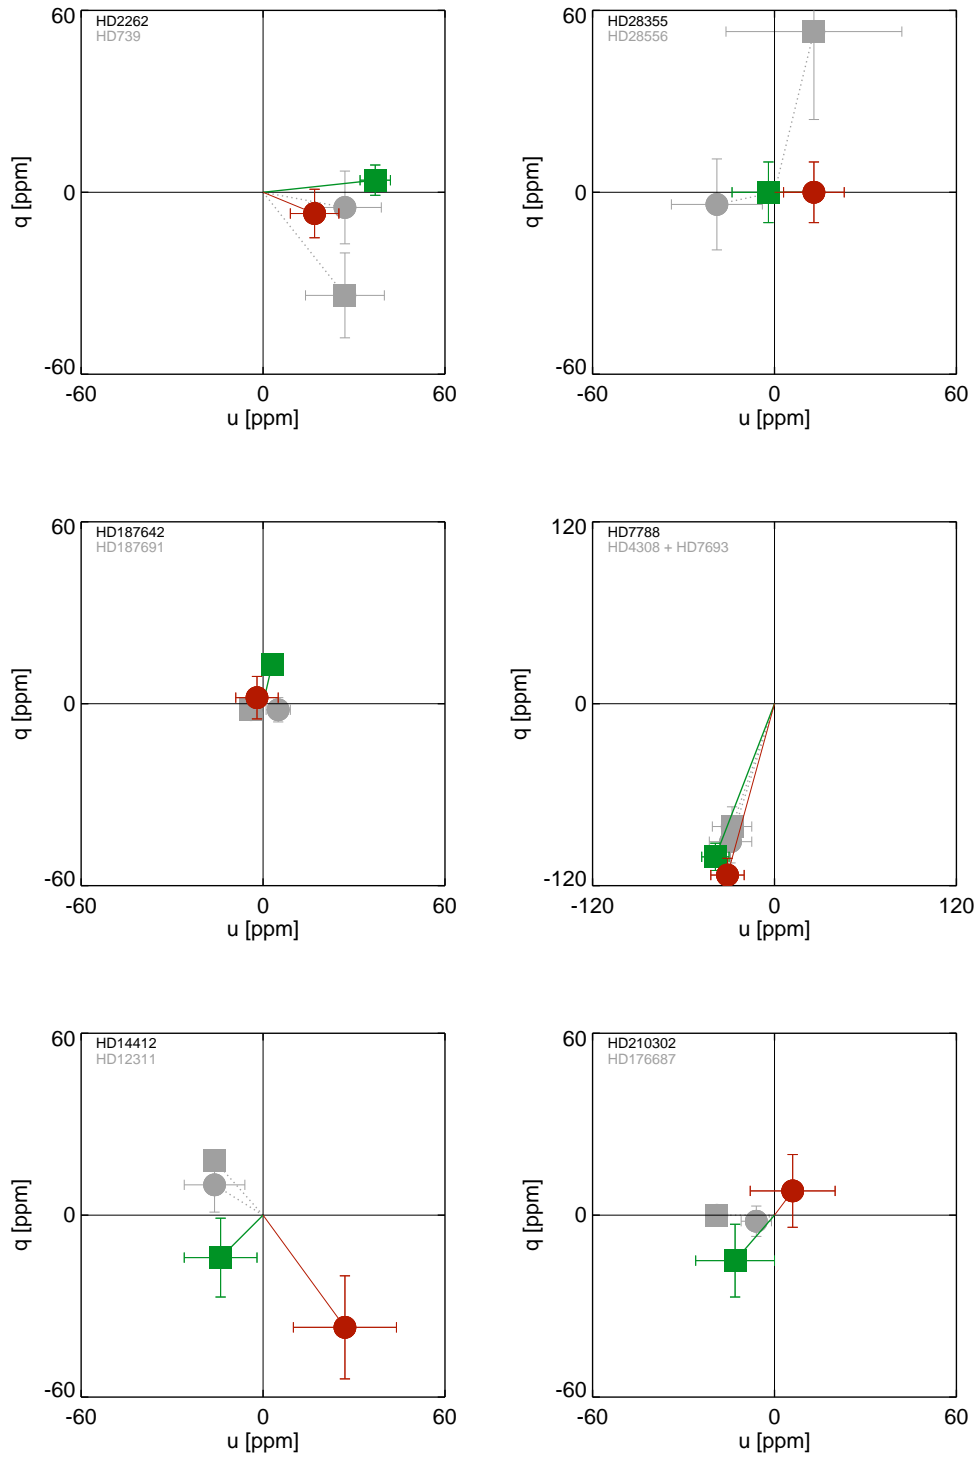 HD2262
HD739
60
0
-60
-60
0
60
q [ppm]
u [ppm]
HD28355
HD28556
60
0
-60
-60
0
60
q [ppm]
u [ppm]
HD187642
HD187691
60
0
-60
-60
0
60
q [ppm]
u [ppm]
HD7788
HD4308 + HD7693
120
0
-120
-120
0
120
q [ppm]
u [ppm]
HD14412
HD12311
60
0
-60
-60
0
60
q [ppm]
u [ppm]
HD210302
HD176687
60
0
-60
-60
0
60
q [ppm]
u [ppm]